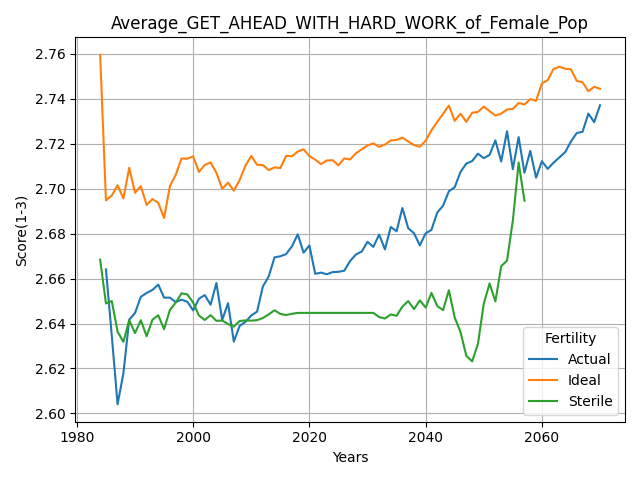 Average_GET_AHEAD_WITH_HARD_WORK_of_Female_Pop
2.76
2.74
2.72
2.70
2.68
2.66
2.64
2.62
2.60
Score(1-3)
1980
2000
2020
2040
2060
Years
Fertility
Actual
Ideal
Sterile